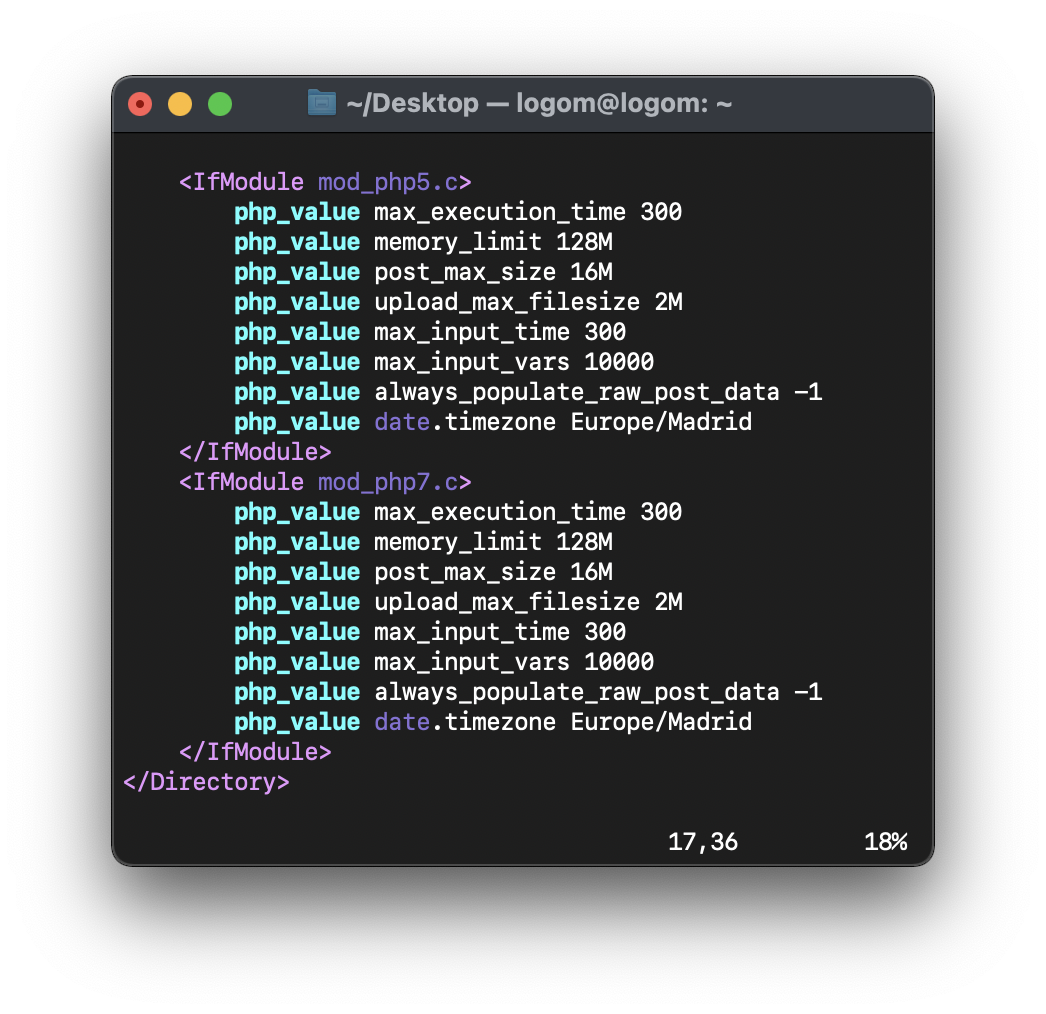 ~/Desktop — logom@logom: ~
<IfModule mod_php5.c>
php_value max_execution_time 300
php_value memory_limit 128M
php_value post_max_size 16M
php_value upload_max_filesize 2M
php_value max_input_time 300
php_value max_input_vars 10000
php_value always_populate_raw_post_data -1
php_value date.timezone Europe/Madrid
</IfModule>
<IfModule mod_php7.c>
php_value max_execution_time 300
php_value memory_limit 128M
php_value post_max_size 16M
php_value upload_max_filesize 2M
php_value max_input_time 300
php_value max_input_vars 10000
php_value always_populate_raw_post_data -1
php_value date.timezone Europe/Madrid
</IfModule>
</Directory>
17,36 18%